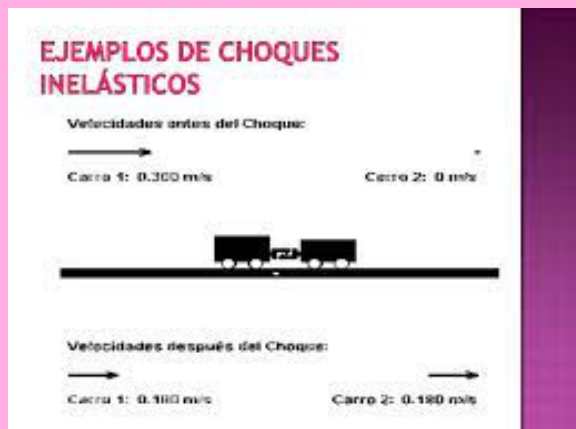 EJEMPLOS DE CHOQUES
INELÁSTICOS
Velocidades antes del Choque:
Carro 1: 0.300 m/s
Carro 2: 0 m/s
Velocidades después del Choque:
Carro 1: 0.180 m/s
Carro 2: 0.180 m/s